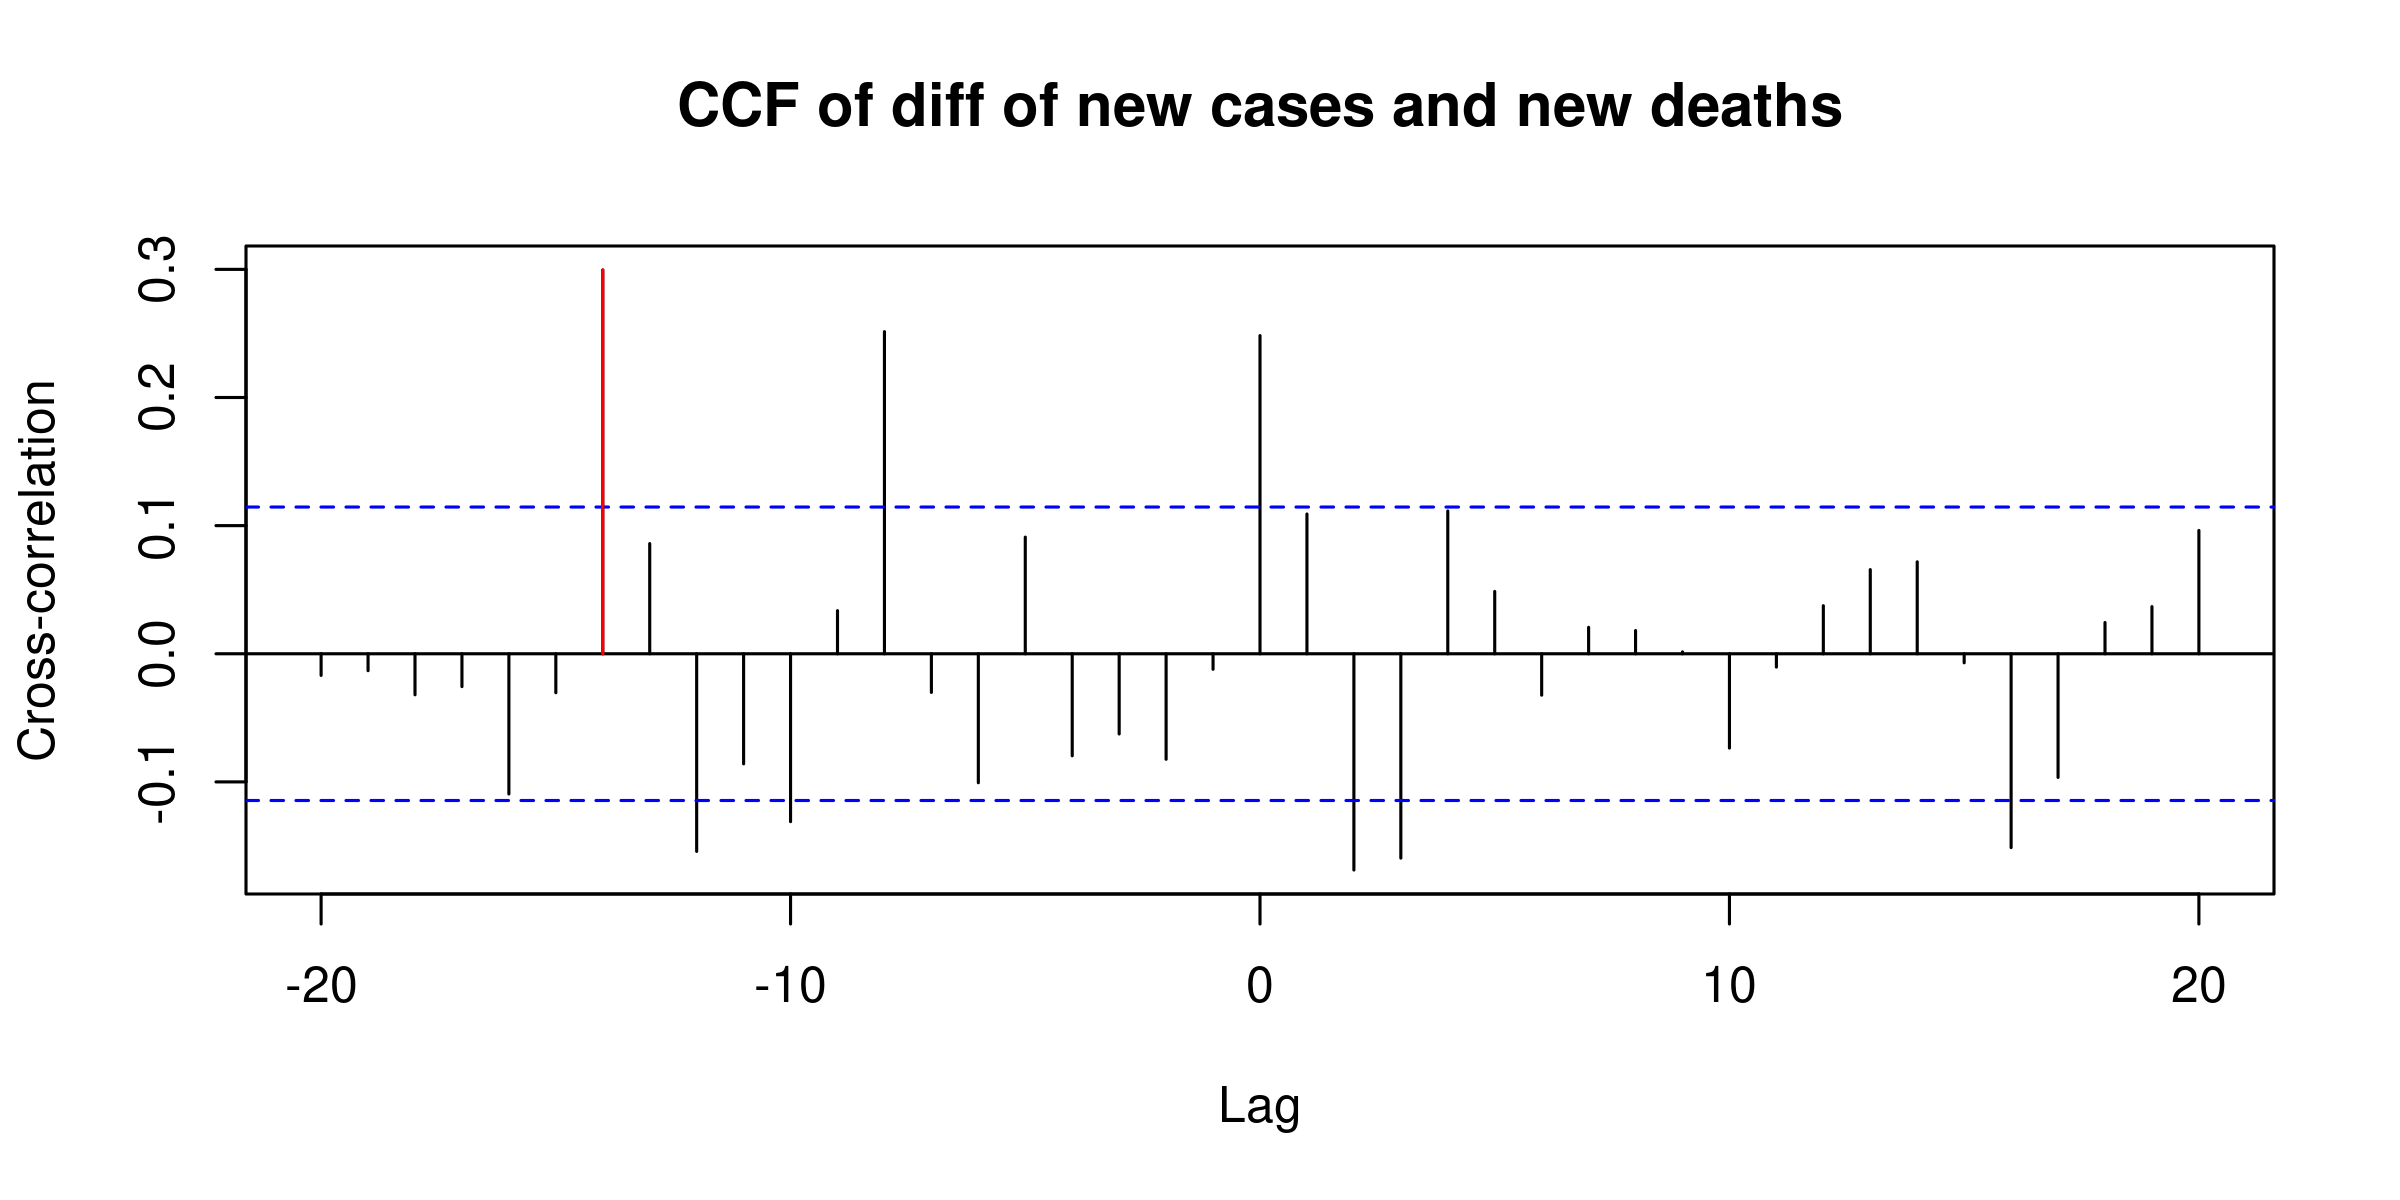 CCF of diff of new cases and new deaths
Cross-correlation
0.3
0.2
0.1
0.0
-0.1
-20 -10 0 10 20
Lag